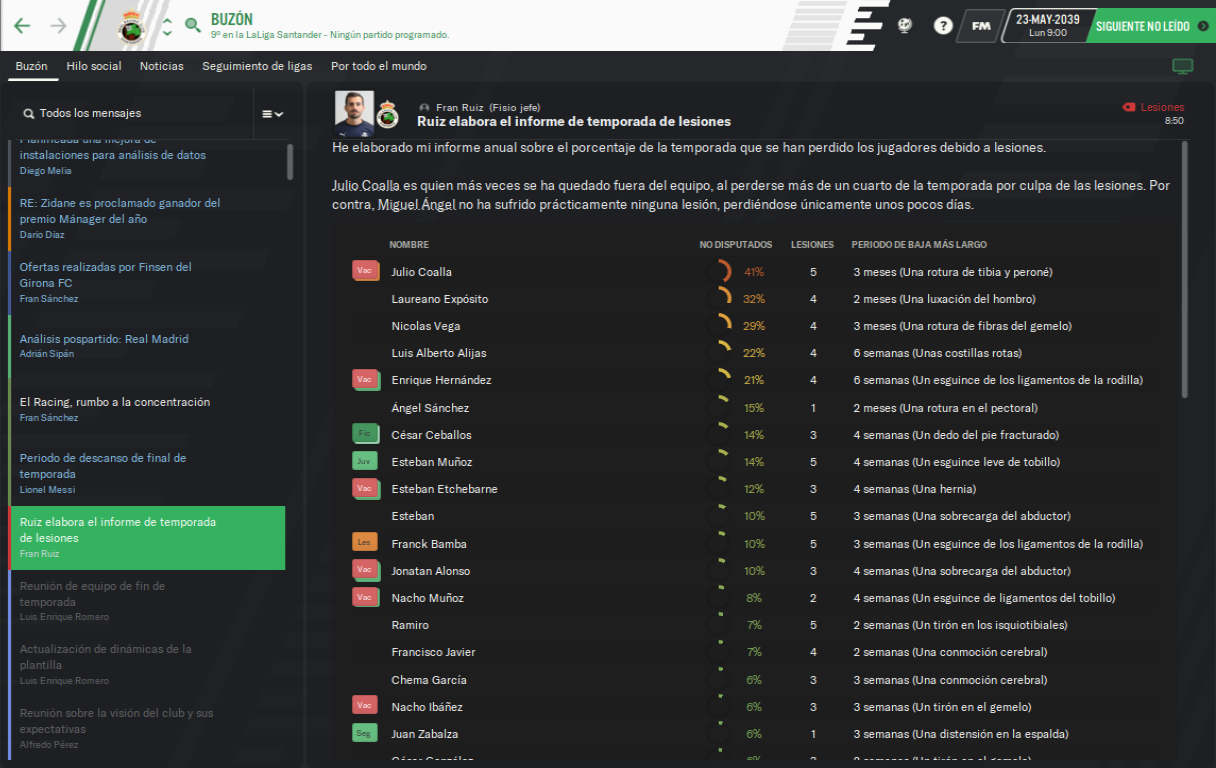 BUZÓN
9º en la LaLiga Santander - Ningún partido programado.
FM
23-MAY-2039
Lun 9:00
SIGUIENTE NO LEÍDO
Buzón Hilo social Noticias Seguimiento de ligas Por todo el mundo
Todos los mensajes
Planificada una mejora de
instalaciones para análisis de datos
Diego Melia
RE: Zidane es proclamado ganador del
premio Mánager del año
Darío Díaz
Ofertas realizadas por Finsen del
Girona FC
Fran Sánchez
Análisis pospartido: Real Madrid
Adrián Sipán
El Racing, rumbo a la concentración
Fran Sánchez
Periodo de descanso de final de
temporada
Lionel Messi
Ruiz elabora el informe de temporada
de lesiones
Fran Ruiz
Reunión de equipo de fin de
temporada
Luis Enrique Romero
Actualización de dinámicas de la
plantilla
Luis Enrique Romero
Reunión sobre la visión del club y sus
expectativas
Alfredo Pérez
Fran Ruiz (Fisio jefe)
Ruiz elabora el informe de temporada de lesiones
Lesiones
8:50
He elaborado mi informe anual sobre el porcentaje de la temporada que se han perdido los jugadores debido a lesiones.
Julio Coalla es quien más veces se ha quedado fuera del equipo, al perderse más de un cuarto de la temporada por culpa de las lesiones. Por
contra, Miguel Ángel no ha sufrido prácticamente ninguna lesión, perdiéndose únicamente unos pocos días.
NOMBRE NO DISPUTADOS LESIONES PERIODO DE BAJA MÁS LARGO
Vac Julio Coalla 41% 5 3 meses (Una rotura de tibia y peroné)
Laureano Expósito 32% 4 2 meses (Una luxación del hombro)
Nicolas Vega 29% 4 3 meses (Una rotura de fibras del gemelo)
Luis Alberto Alijas 22% 4 6 semanas (Unas costillas rotas)
Vac Enrique Hernández 21% 4 6 semanas (Un esguince de los ligamentos de la rodilla)
Ángel Sánchez 15% 1 2 meses (Una rotura en el pectoral)
Fic César Ceballos 14% 3 4 semanas (Un dedo del pie fracturado)
Juv Esteban Muñoz 14% 5 4 semanas (Un esguince leve de tobillo)
Vac Esteban Etchebarne 12% 3 4 semanas (Una hernia)
Esteban 10% 5 3 semanas (Una sobrecarga del abductor)
Les Franck Bamba 10% 5 3 semanas (Un esguince de los ligamentos de la rodilla)
Vac Jonatan Alonso 10% 3 4 semanas (Una sobrecarga del abductor)
Vac Nacho Muñoz 8% 2 4 semanas (Un esguince de ligamentos del tobillo)
Ramiro 7% 5 2 semanas (Un tirón en los isquiotibiales)
Francisco Javier 7% 4 2 semanas (Una conmoción cerebral)
Chema García 6% 3 3 semanas (Una conmoción cerebral)
Vac Nacho Ibáñez 6% 3 3 semanas (Un tirón en el gemelo)
Seg Juan Zabalza 6% 1 3 semanas (Una distensión en la espalda)